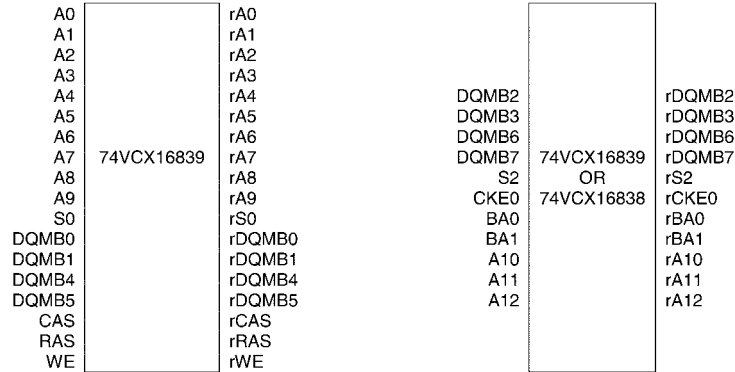 A0 rA0
A1 rA1
A2 rA2
A3 rA3
A4 rA4
A5 rA5
A6 rA6
A7 74VCX16839 rA7
A8 rA8
A9 rA9
S0 rS0
DQMB0 rDQMB0
DQMB1 rDQMB1
DQMB4 rDQMB4
DQMB5 rDQMB5
CAS rCAS
RAS rRAS
WE rWE
DQMB2 rDQMB2
DQMB3 rDQMB3
DQMB6 rDQMB6
DQMB7 74VCX16839 rDQMB7
S2 OR rS2
CKE0 74VCX16838 rCKE0
BA0 rBA0
BA1 rBA1
A10 rA10
A11 rA11
A12 rA12